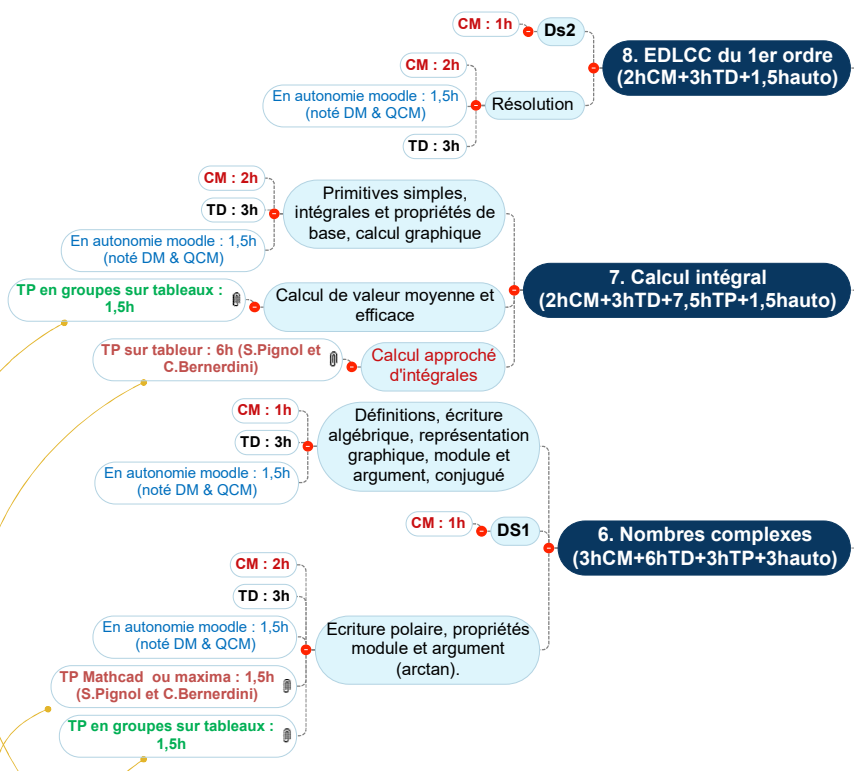 8. EDLCC du 1er ordre
(2hCM+3hTD+1,5hauto)
Ds2
CM : 1h
Résolution
CM : 2h
En autonomie moodle : 1,5h
(noté DM & QCM)
TD : 3h
7. Calcul intégral
(2hCM+3hTD+7,5hTP+1,5hauto)
Primitives simples,
intégrales et propriétés de
base, calcul graphique
CM : 2h
TD : 3h
En autonomie moodle : 1,5h
(noté DM & QCM)
Calcul de valeur moyenne et
efficace
TP en groupes sur tableaux :
1,5h
Calcul approché
d'intégrales
TP sur tableur : 6h (S.Pignol et
C.Bernerdini)
6. Nombres complexes
(3hCM+6hTD+3hTP+3hauto)
Définitions, écriture
algébrique, représentation
graphique, module et
argument, conjugué
CM : 1h
TD : 3h
En autonomie moodle : 1,5h
(noté DM & QCM)
DS1
CM : 1h
Ecriture polaire, propriétés
module et argument
(arctan).
CM : 2h
TD : 3h
En autonomie moodle : 1,5h
(noté DM & QCM)
TP Mathcad ou maxima : 1,5h
(S.Pignol et C.Bernerdini)
TP en groupes sur tableaux :
1,5h